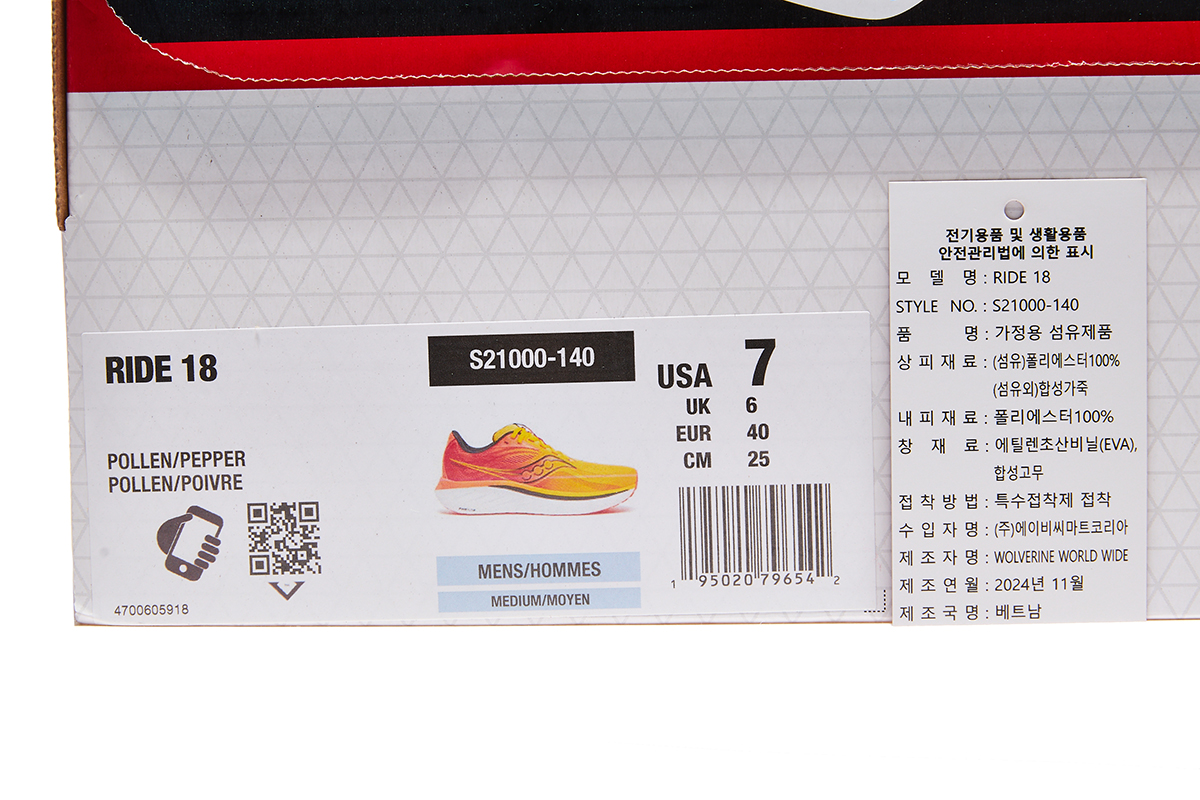 RIDE 18
S21000-140
USA 7
UK 6
EUR 40
CM 25
POLLEN/PEPPER
POLLEN/POIVRE
MENS/HOMMES
MEDIUM/MOYEN
4700605918
1 95020 79654 2
전기용품 및 생활용품
안전관리법에 의한 표시
모 델 명 : RIDE 18
STYLE NO. : S21000-140
품 명 : 가정용 섬유제품
상 피 재 료 : (섬유)폴리에스터100%
(섬유외)합성가죽
내 피 재 료 : 폴리에스터100%
창 재 료 : 에틸렌초산비닐(EVA),
합성고무
접 착 방 법 : 특수접착제 접착
수 입 자 명 : (주)에이비씨마트코리아
제 조 자 명 : WOLVERINE WORLD WIDE
제 조 연 월 : 2024년 11월
제 조 국 명 : 베트남